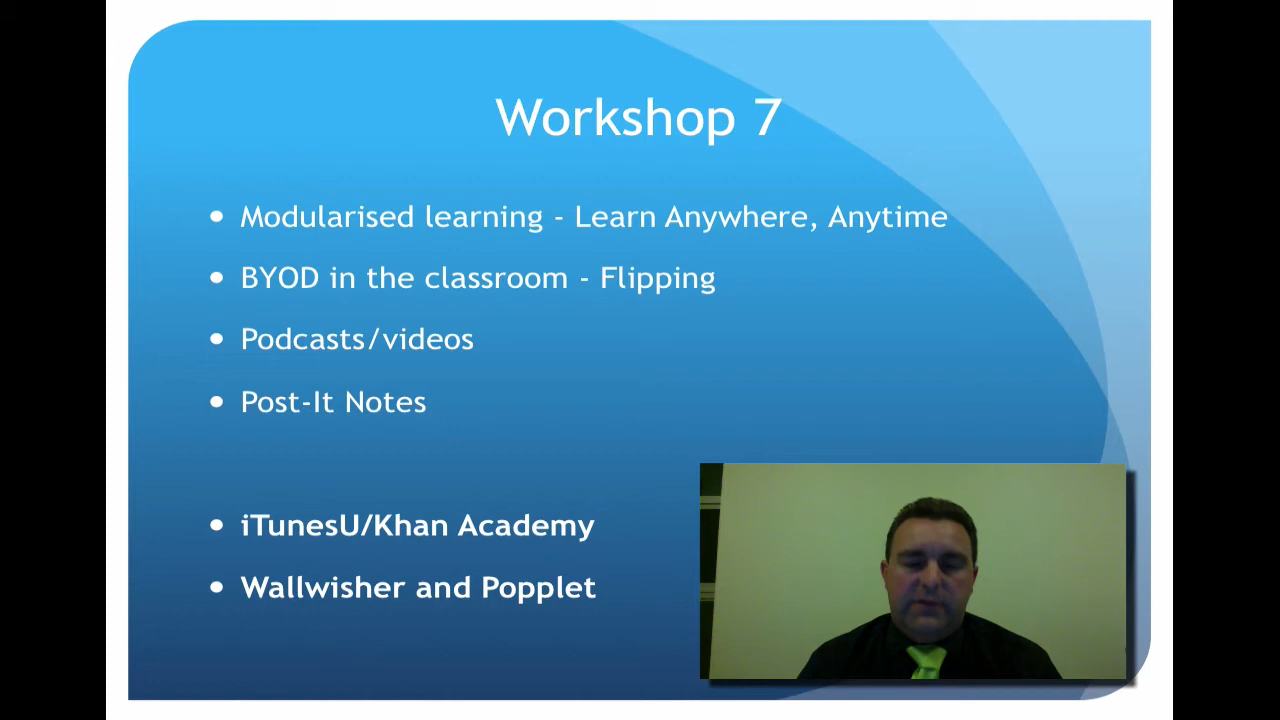 Workshop 7
• Modularised learning - Learn Anywhere, Anytime
• BYOD in the classroom - Flipping
• Podcasts/videos
• Post-It Notes
• iTunesU/Khan Academy
• Wallwisher and Popplet